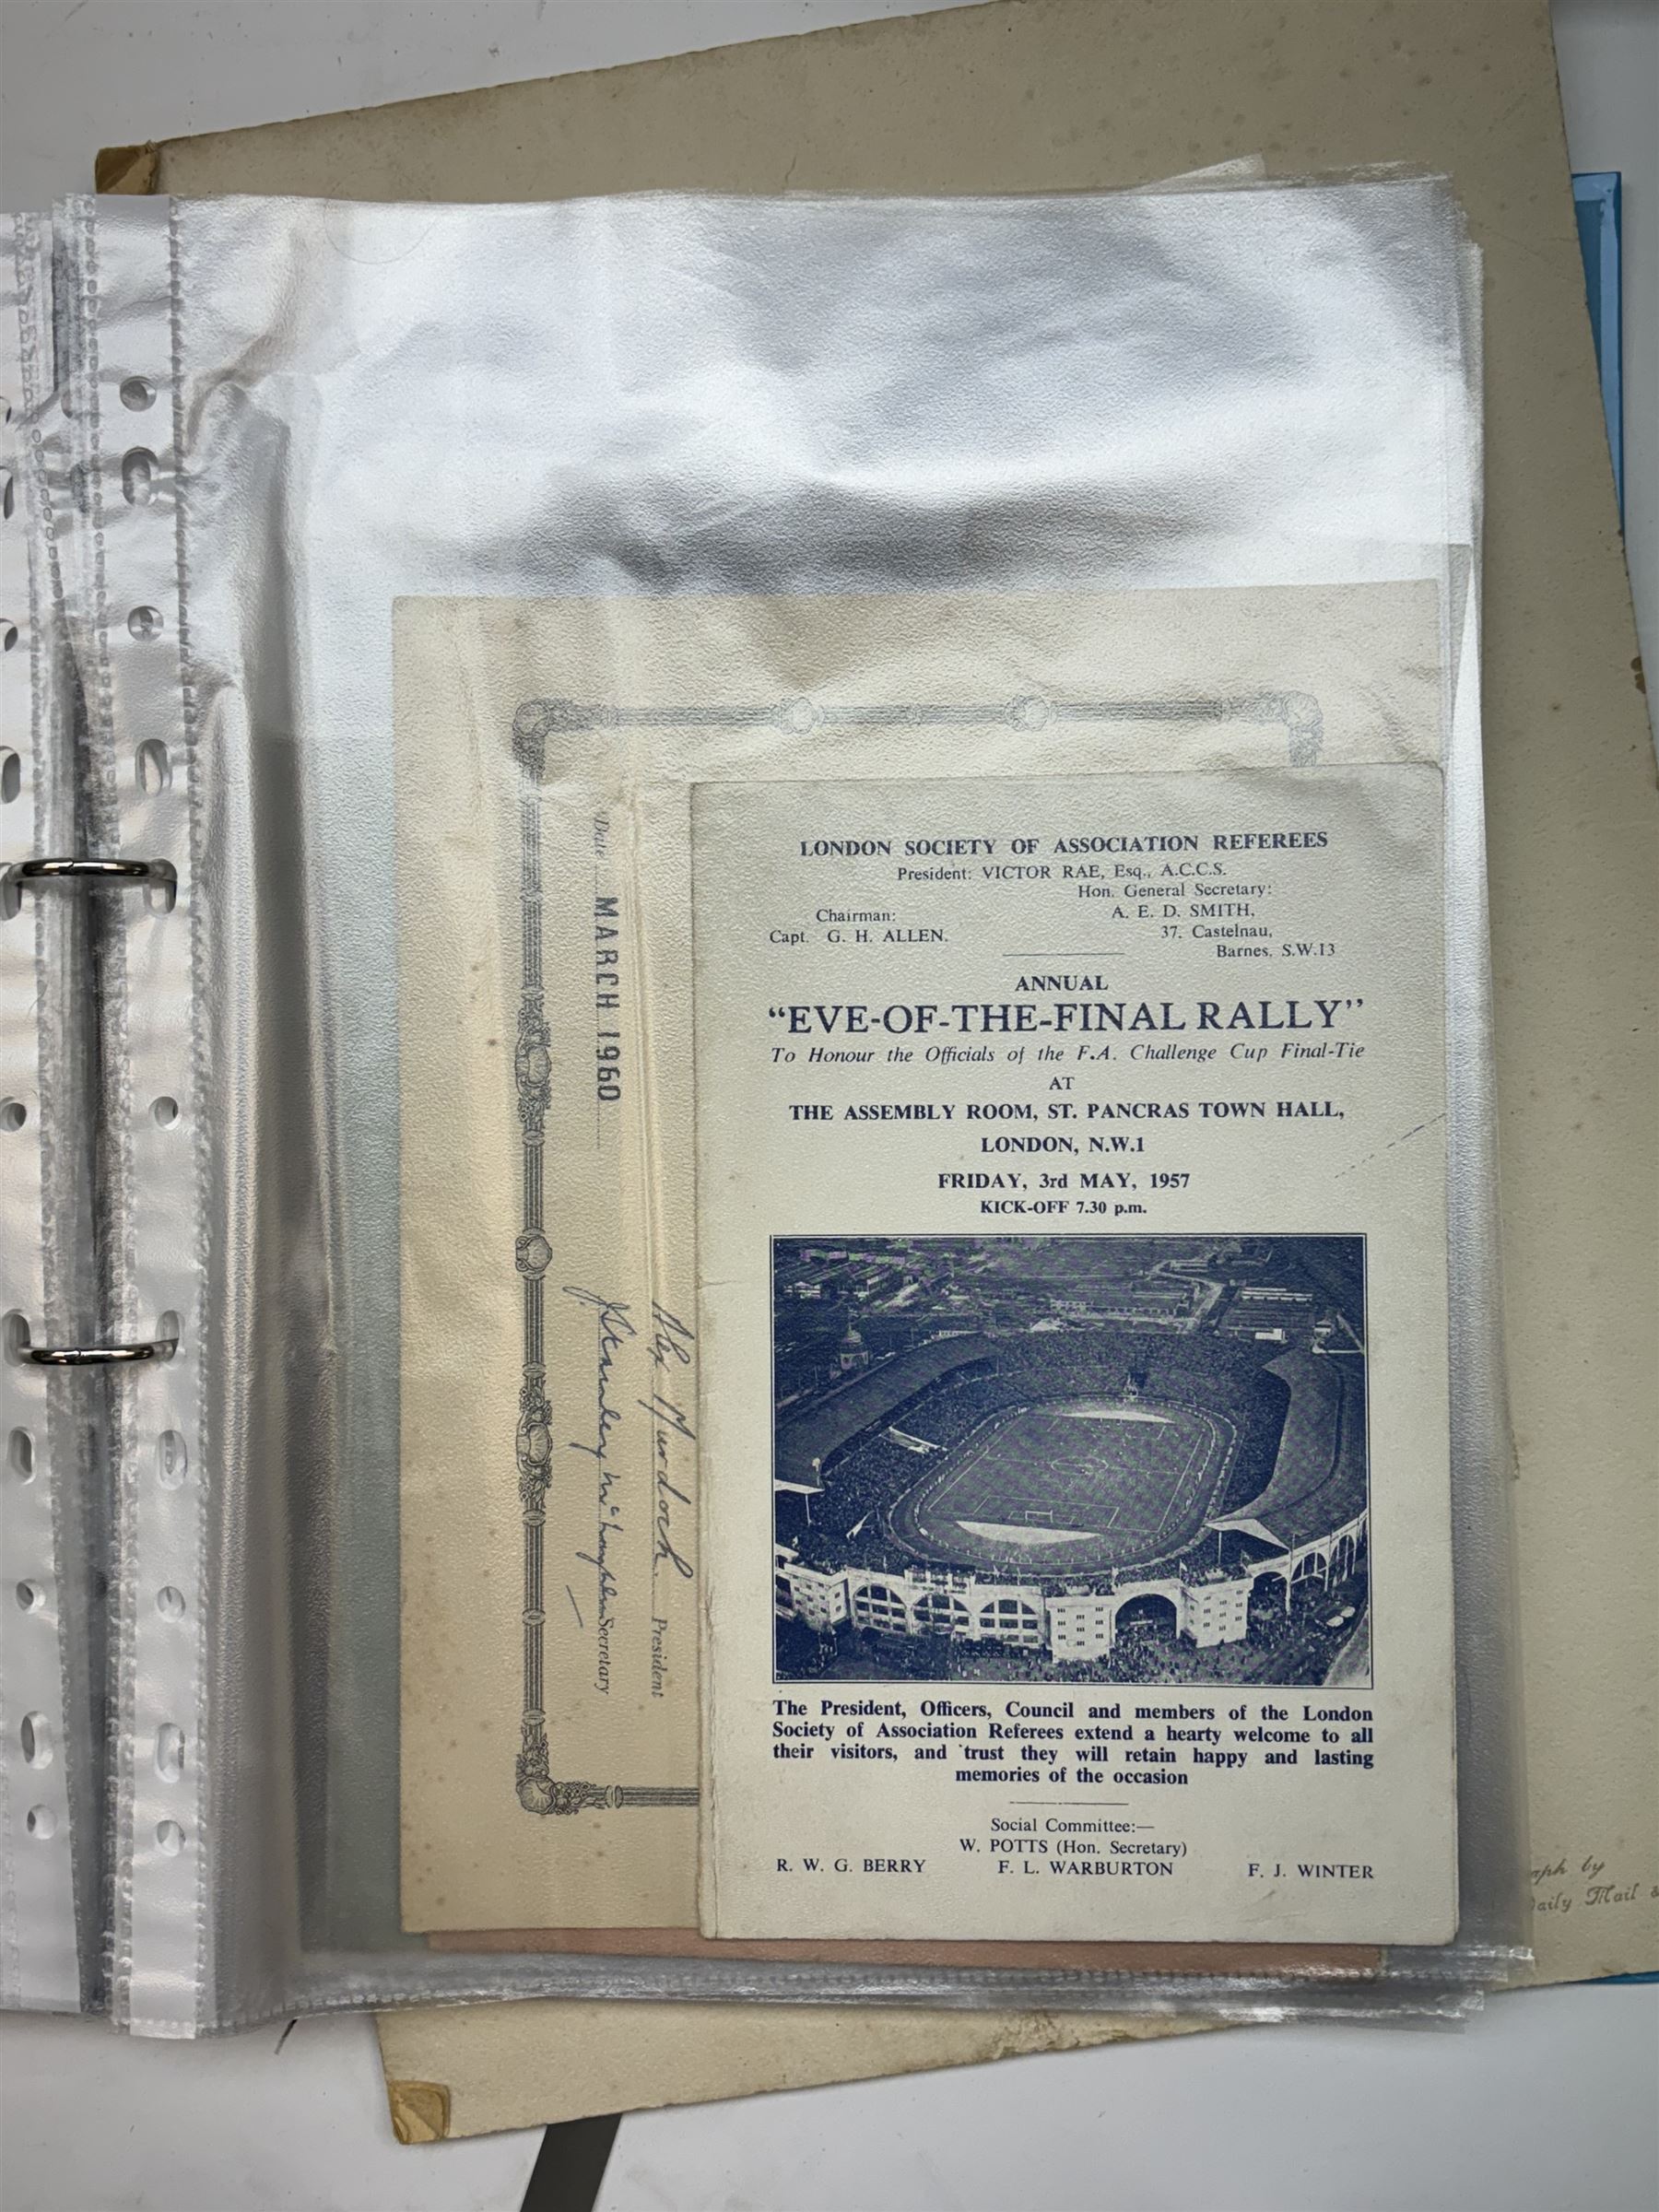 LONDON SOCIETY OF ASSOCIATION REFEREES
President: VICTOR RAE, Esq., A.C.C.S.
Hon. General Secretary:
Chairman: A. E. D. SMITH,
Capt. G. H. ALLEN. 37. Castelnau,
Barnes, S.W.13
ANNUAL
“EVE-OF-THE-FINAL RALLY”
To Honour the Officials of the F.A. Challenge Cup Final-Tie
AT
THE ASSEMBLY ROOM, ST. PANCRAS TOWN HALL,
LONDON, N.W.1
FRIDAY, 3rd MAY, 1957
KICK-OFF 7.30 p.m.
The President, Officers, Council and members of the London
Society of Association Referees extend a hearty welcome to all
their visitors, and trust they will retain happy and lasting
memories of the occasion
Social Committee:—
W. POTTS (Hon. Secretary)
R. W. G. BERRY F. L. WARBURTON F. J. WINTER
Alex Murdoch President
Date MARCH 1960 Secretary
by
Daily Mail